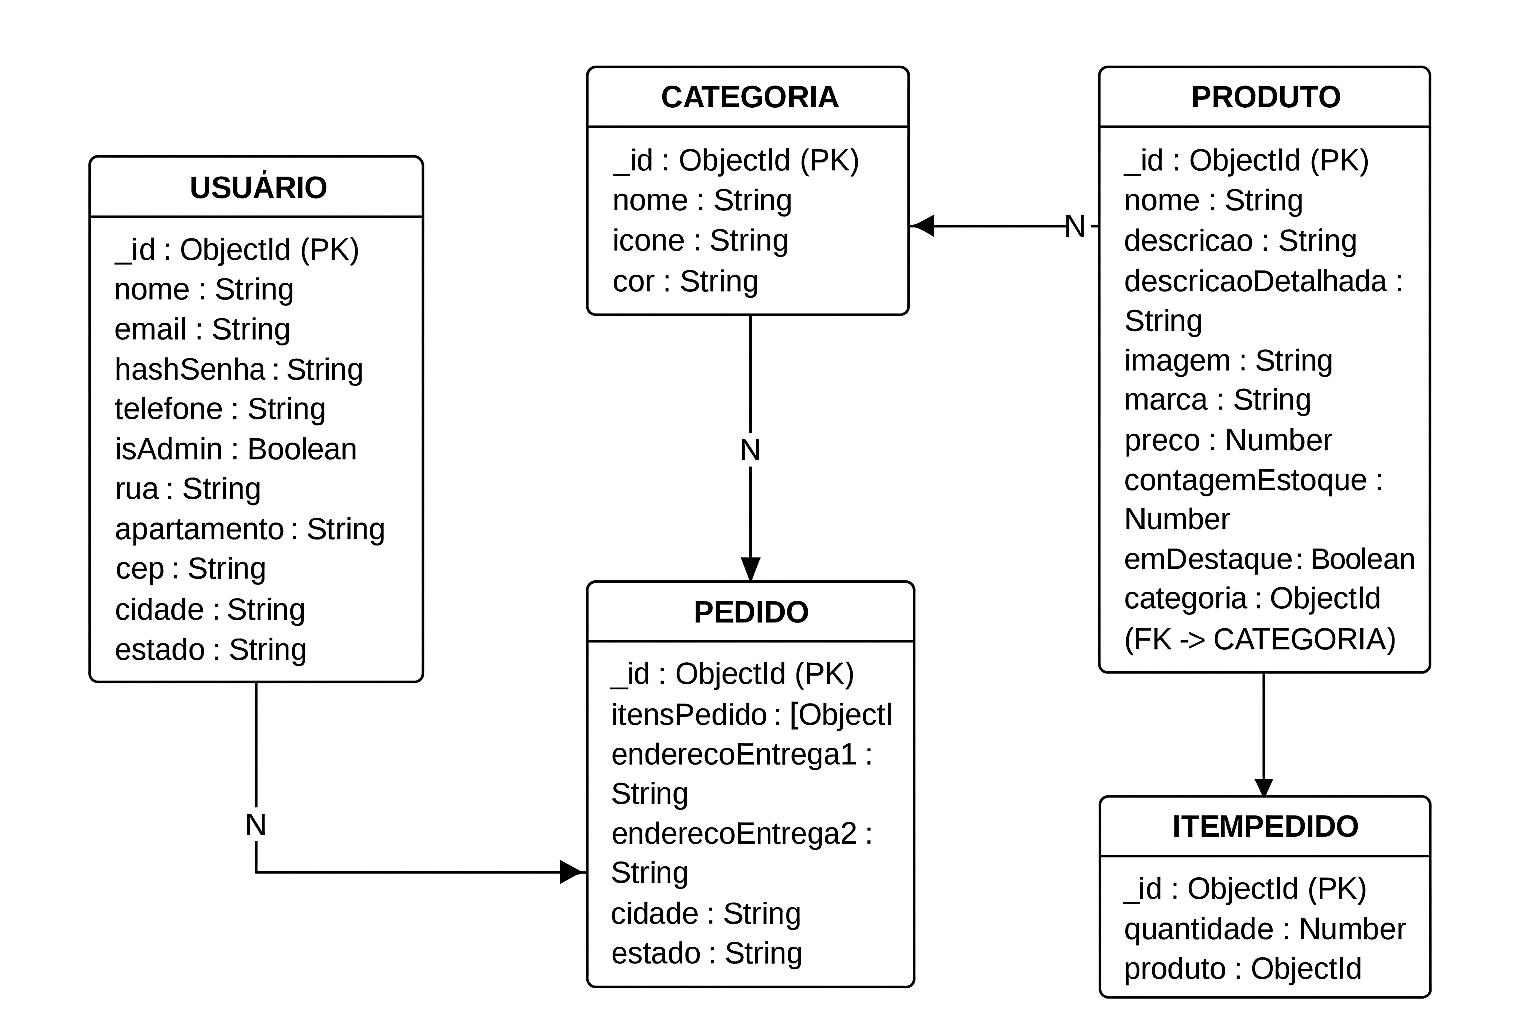 USUÁRIO
_id : ObjectId (PK)
nome : String
email : String
hashSenha : String
telefone : String
isAdmin : Boolean
rua : String
apartamento : String
cep : String
cidade : String
estado : String
N
CATEGORIA
_id : ObjectId (PK)
nome : String
icone : String
cor : String
N
PEDIDO
_id : ObjectId (PK)
itensPedido : [ObjectI
enderecoEntrega1 :
String
enderecoEntrega2 :
String
cidade : String
estado : String
N
PRODUTO
_id : ObjectId (PK)
nome : String
descricao : String
descricaoDetalhada :
String
imagem : String
marca : String
preco : Number
contagemEstoque :
Number
emDestaque : Boolean
categoria : ObjectId
(FK -> CATEGORIA)
ITEMPEDIDO
_id : ObjectId (PK)
quantidade : Number
produto : ObjectId